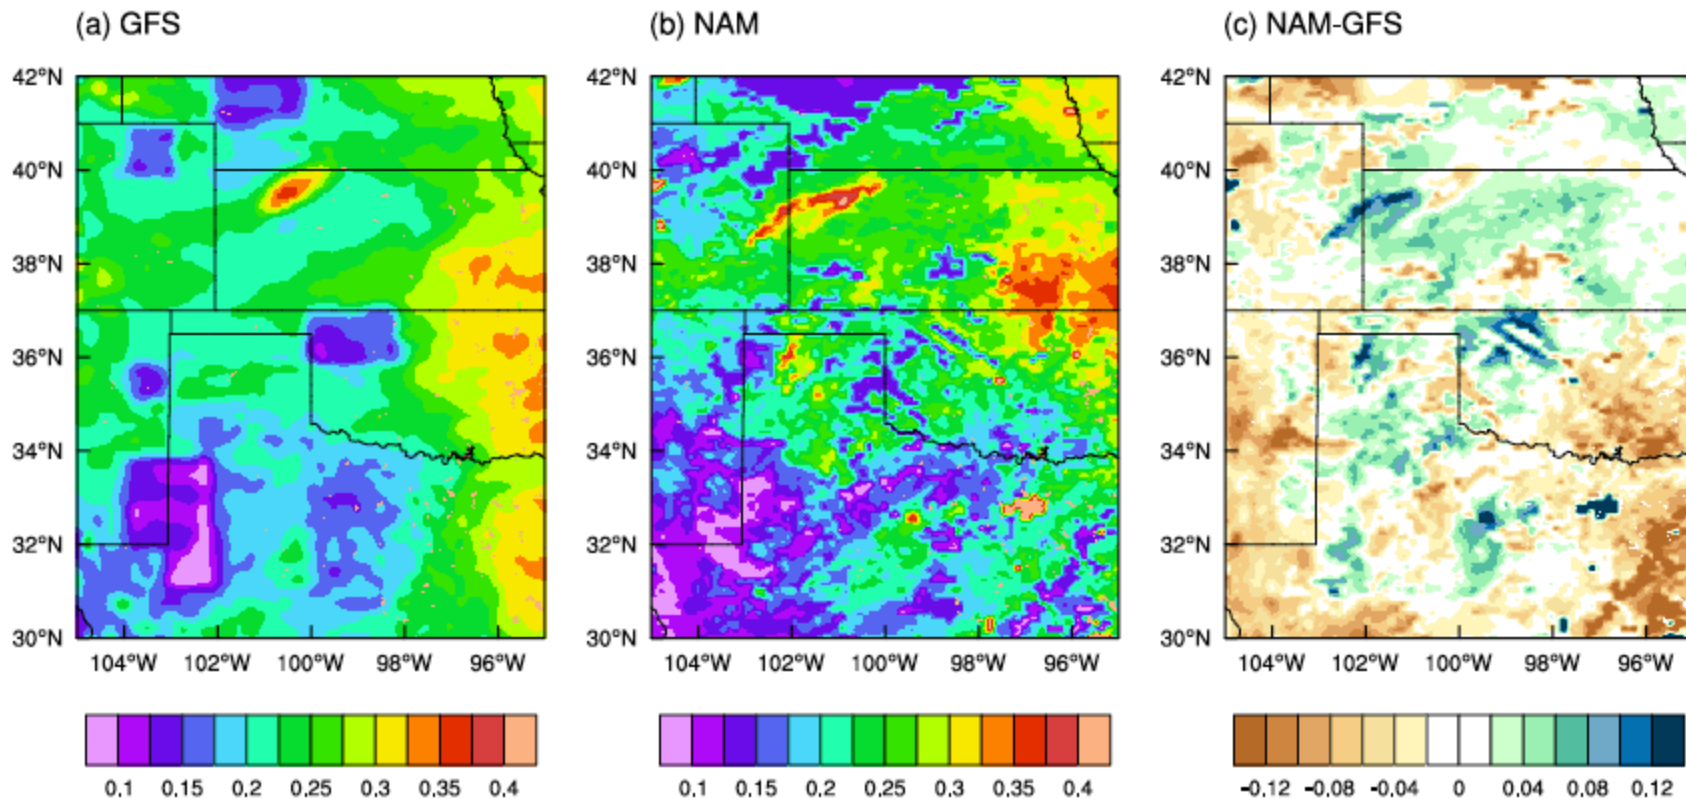 (a) GFS
(b) NAM
(c) NAM-GFS
42°N
40°N
38°N
36°N
34°N
32°N
30°N
104°W 102°W 100°W 98°W 96°W
0.1 0.15 0.2 0.25 0.3 0.35 0.4
42°N
40°N
38°N
36°N
34°N
32°N
30°N
104°W 102°W 100°W 98°W 96°W
0.1 0.15 0.2 0.25 0.3 0.35 0.4
42°N
40°N
38°N
36°N
34°N
32°N
30°N
104°W 102°W 100°W 98°W 96°W
-0.12 -0.08 -0.04 0 0.04 0.08 0.12